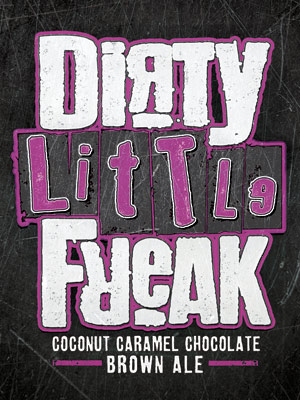 DiRTY
LiTTLe
FReAK
COCONUT CARAMEL CHOCOLATE
BROWN ALE